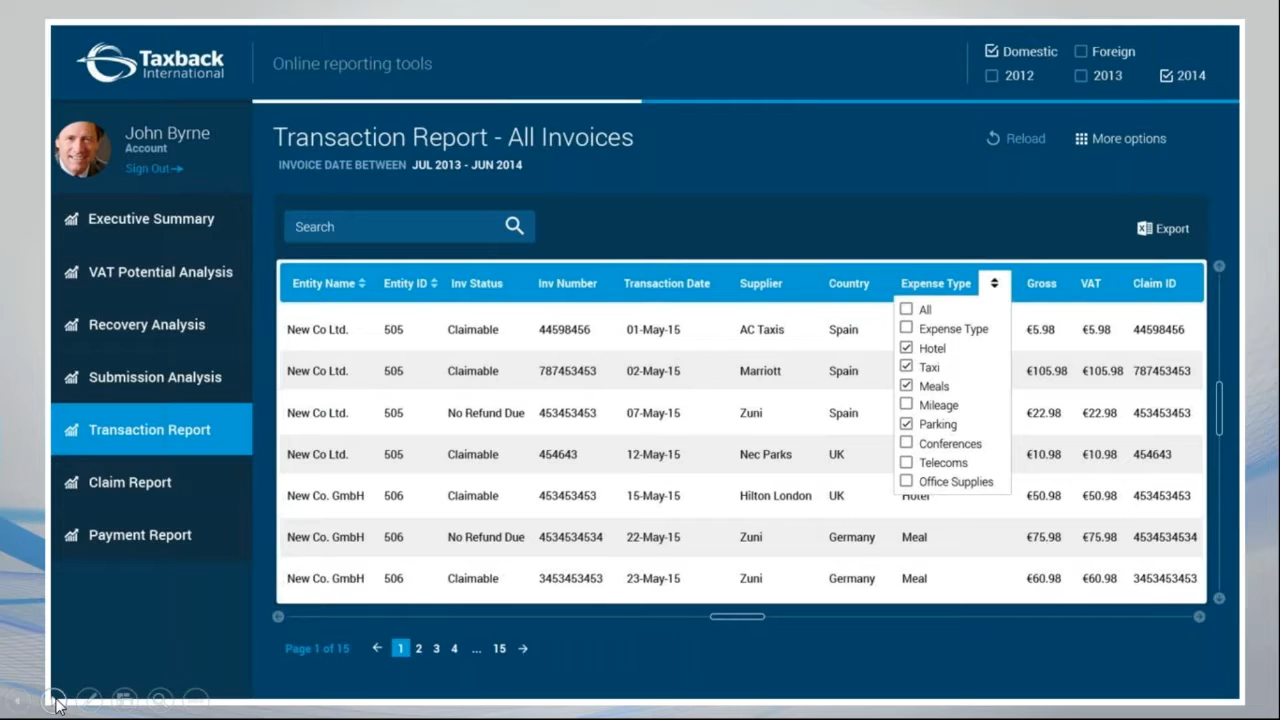 Taxback
International
Online reporting tools
Domestic Foreign
2012 2013 2014
John Byrne
Account
Sign Out
Transaction Report - All Invoices
INVOICE DATE BETWEEN JUL 2013 - JUN 2014
Reload More options
Executive Summary
VAT Potential Analysis
Recovery Analysis
Submission Analysis
Transaction Report
Claim Report
Payment Report
Search
Export
Entity Name Entity ID Inv Status Inv Number Transaction Date Supplier Country Expense Type Gross VAT Claim ID
New Co Ltd. 505 Claimable 44598456 01-May-15 AC Taxis Spain €5.98 €5.98 44598456
New Co Ltd. 505 Claimable 787453453 02-May-15 Marriott Spain €105.98 €105.98 787453453
New Co Ltd. 505 No Refund Due 453453453 07-May-15 Zuni Spain €22.98 €22.98 453453453
New Co Ltd. 505 Claimable 454643 12-May-15 Nec Parks UK €10.98 €10.98 454643
New Co. GmbH 506 Claimable 453453453 15-May-15 Hilton London UK Hotel €50.98 €50.98 453453453
New Co. GmbH 506 No Refund Due 4534534534 22-May-15 Zuni Germany Meal €75.98 €75.98 4534534534
New Co. GmbH 506 Claimable 3453453453 23-May-15 Zuni Germany Meal €60.98 €60.98 3453453453
All
Expense Type
Hotel
Taxi
Meals
Mileage
Parking
Conferences
Telecoms
Office Supplies
Page 1 of 15 1 2 3 4 ... 15